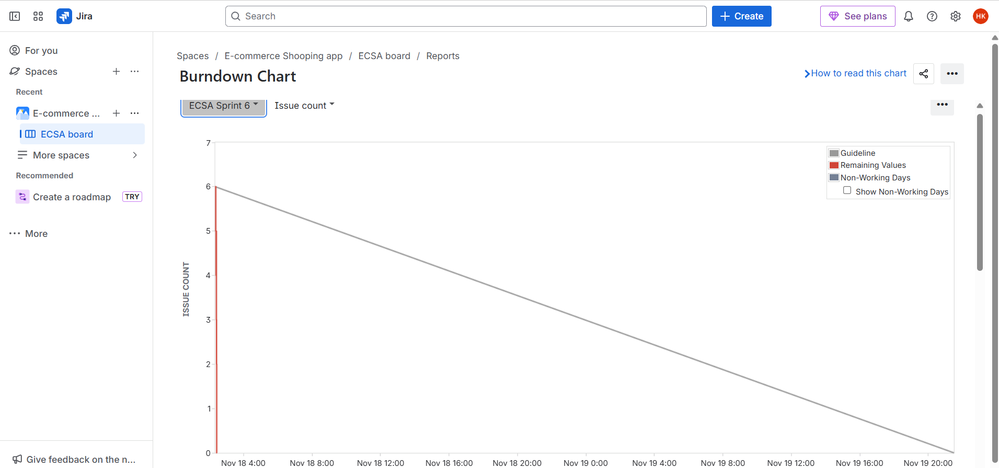 Jira
Search
Create
See plans
HK
For you
Spaces
Recent
E-commerce ...
ECSA board
More spaces
Recommended
Create a roadmap TRY
More
Give feedback on the n...
Spaces / E-commerce Shooping app / ECSA board / Reports
Burndown Chart
How to read this chart
ECSA Sprint 6
Issue count
Guideline
Remaining Values
Non-Working Days
Show Non-Working Days
ISSUE COUNT
7
6
5
4
3
2
1
0
Nov 18 4:00 Nov 18 8:00 Nov 18 12:00 Nov 18 16:00 Nov 18 20:00 Nov 19 0:00 Nov 19 4:00 Nov 19 8:00 Nov 19 12:00 Nov 19 16:00 Nov 19 20:00